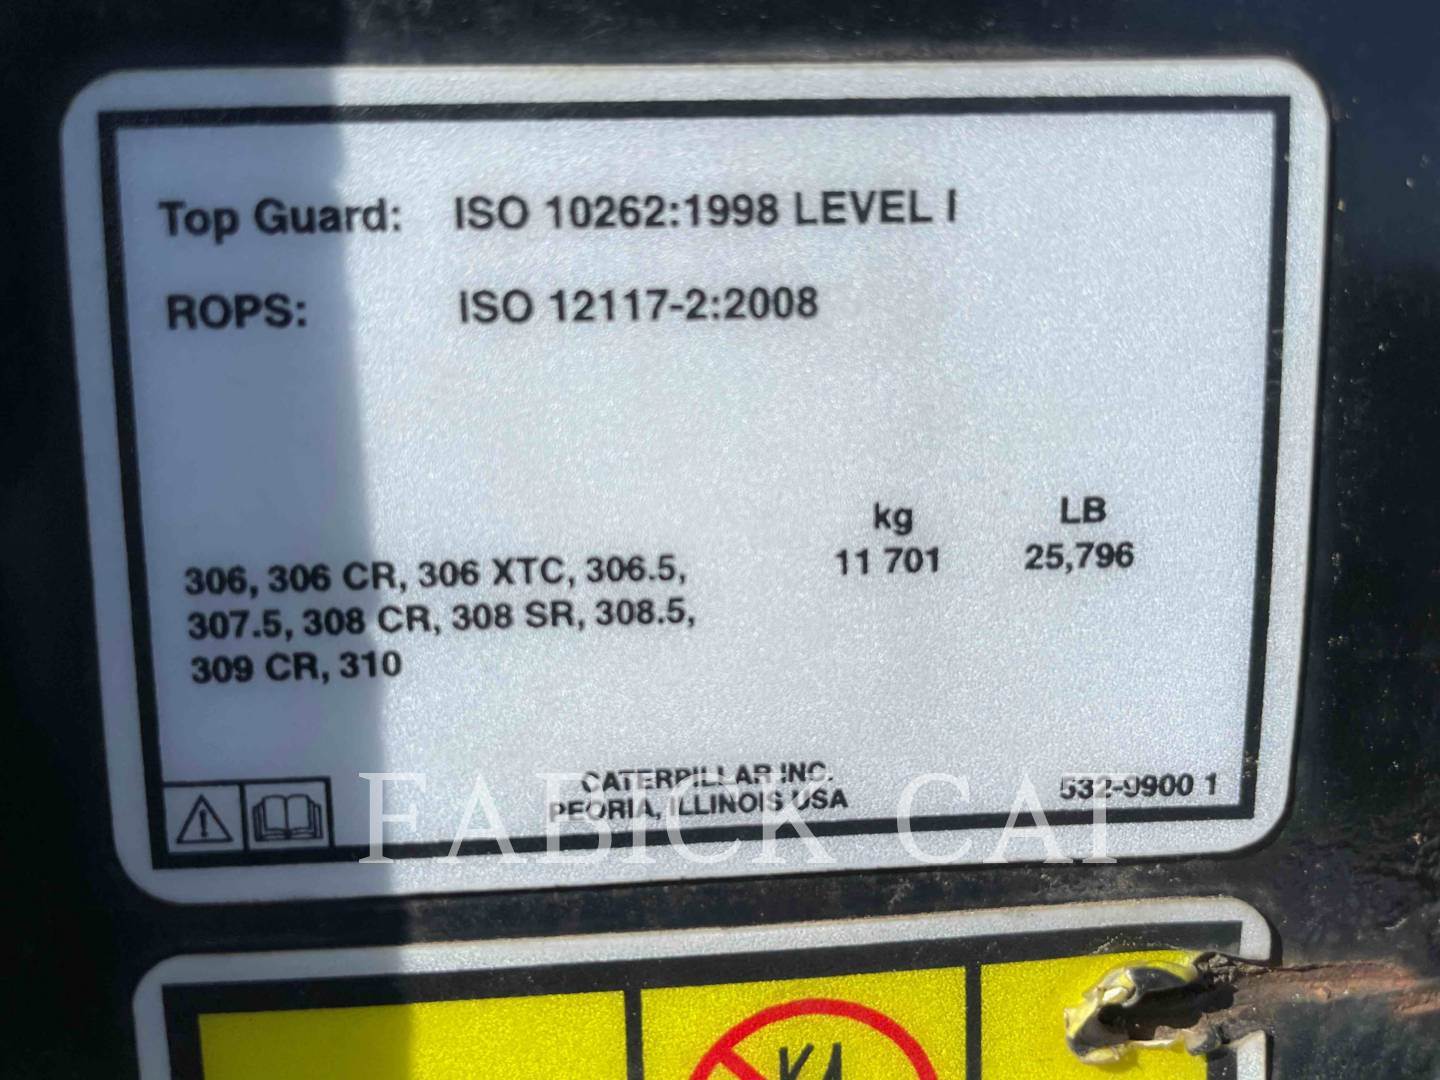 Top Guard: ISO 10262:1998 LEVEL I
ROPS: ISO 12117-2:2008
kg LB
306, 306 CR, 306 XTC, 306.5, 11 701 25,796
307.5, 308 CR, 308 SR, 308.5,
309 CR, 310
CATERPILLAR INC.
PEORIA, ILLINOIS USA
532-9900 1
FABICK CAT